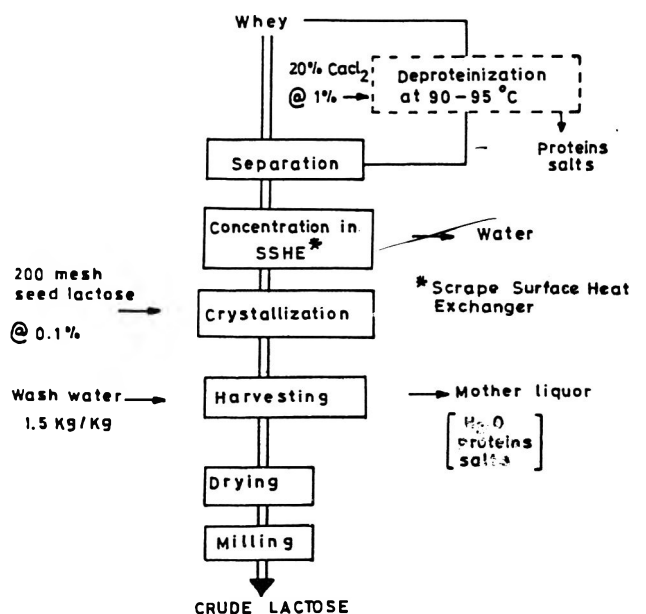 Whey
20% Cacl2
@ 1%
Deproteinization
at 90-95 °C
Proteins
salts
Separation
Concentration in
SSHE*
Water
200 mesh
seed lactose
@ 0.1%
*Scrape Surface Heat
Exchanger
Crystallization
Wash water
1.5 Kg/Kg
Harvesting
Mother liquor
H2O
proteins
salts
Drying
Milling
CRUDE LACTOSE